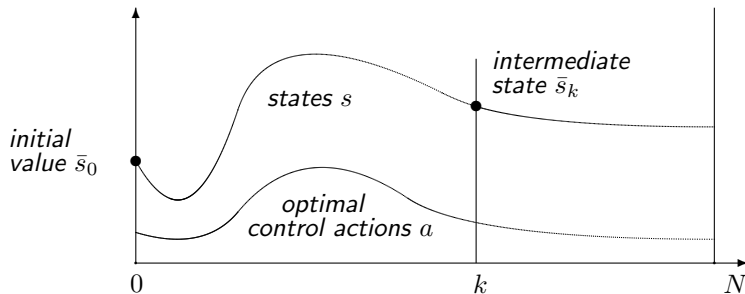 intermediate
state s̄ₖ
states s
initial
value s̄₀
optimal
control actions a
0
k
N